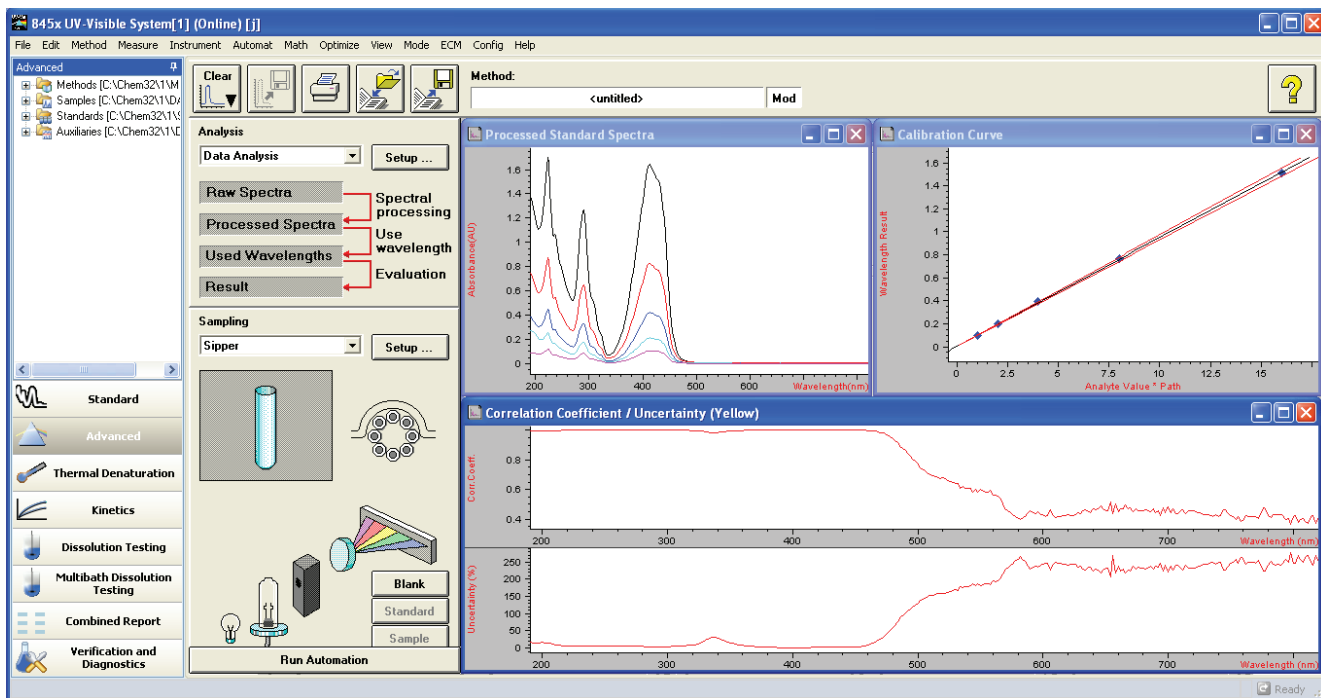 845x UV-Visible System[1] (Online) [j]
File Edit Method Measure Instrument Automat Math Optimize View Mode ECM Config Help
Advanced
Methods [C:\Chem32\1\M
Samples [C:\Chem32\1\DA
Standards [C:\Chem32\1\S
Auxiliaries [C:\Chem32\1\D
Standard
Advanced
Thermal Denaturation
Kinetics
Dissolution Testing
Multibath Dissolution
Testing
Combined Report
Verification and
Diagnostics
Clear
Method:
<untitled>
Mod
Analysis
Data Analysis
Setup ...
Raw Spectra
Spectral
processing
Processed Spectra
Use
wavelength
Used Wavelengths
Evaluation
Result
Sampling
Sipper
Setup ...
Blank
Standard
Sample
Run Automation
Processed Standard Spectra
Absorbance(AU)
1.6
1.4
1.2
1
0.8
0.6
0.4
0.2
0
200 300 400 500 600 700
Wavelength(nm)
Calibration Curve
Wavelength Result
1.6
1.4
1.2
1
0.8
0.6
0.4
0.2
0
0 2.5 5 7.5 10 12.5 15
Analyte Value * Path
Correlation Coefficient / Uncertainty (Yellow)
Corr.Coeff.
0.8
0.6
0.4
200 300 400 500 600 700
Wavelength (nm)
Uncertainty (%)
250
200
150
100
50
0
200 300 400 500 600 700
Wavelength (nm)
Ready